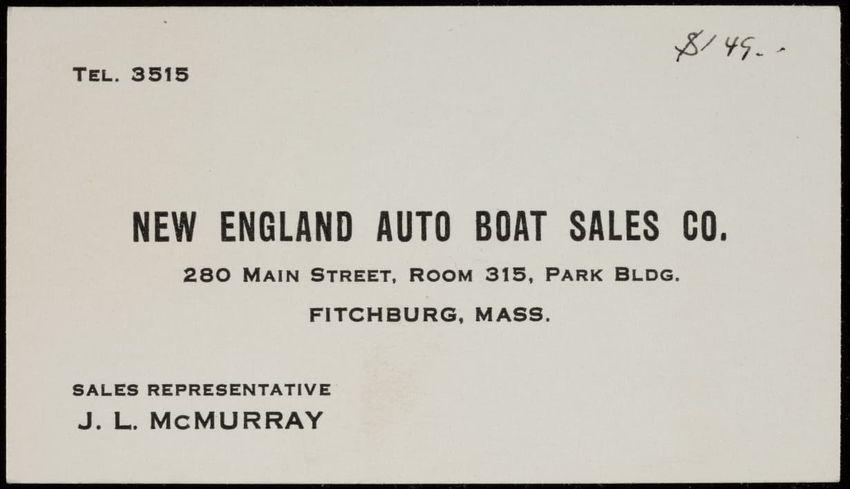 $149..
TEL. 3515
NEW ENGLAND AUTO BOAT SALES CO.
280 MAIN STREET, ROOM 315, PARK BLDG.
FITCHBURG, MASS.
SALES REPRESENTATIVE
J. L. McMURRAY